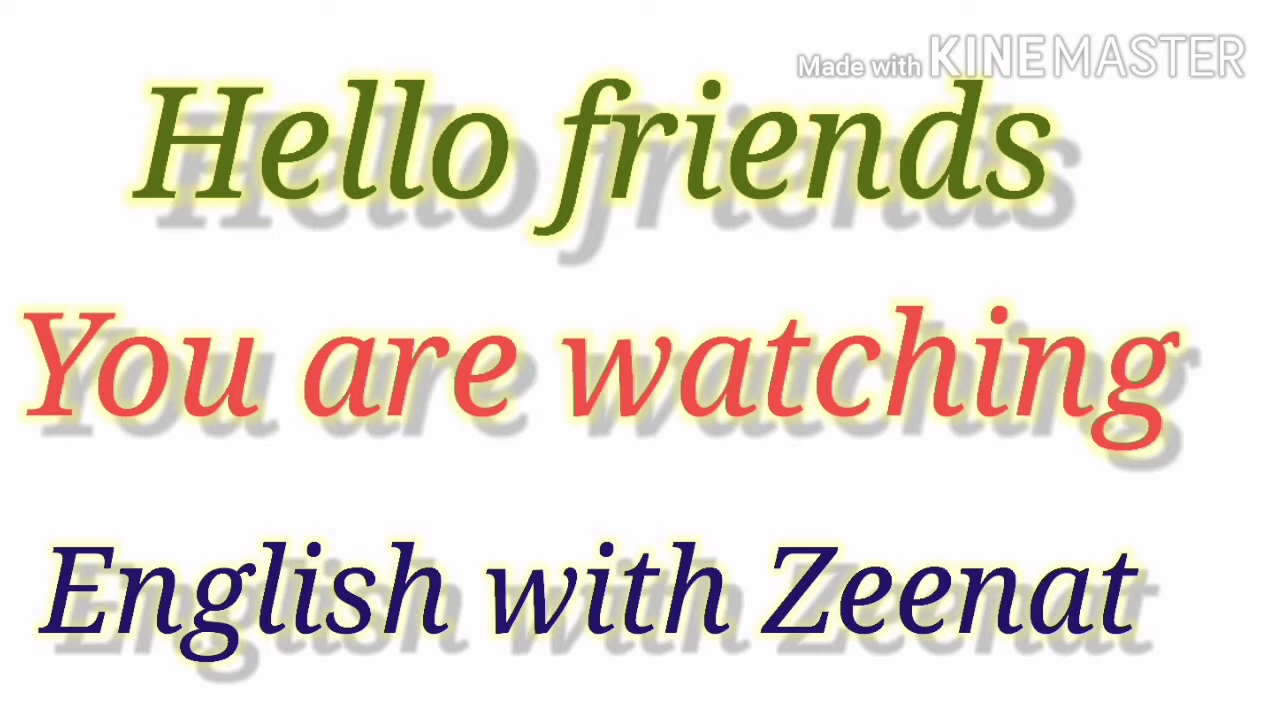 Made with KINEMASTER
Hello friends
You are watching
English with Zeenat